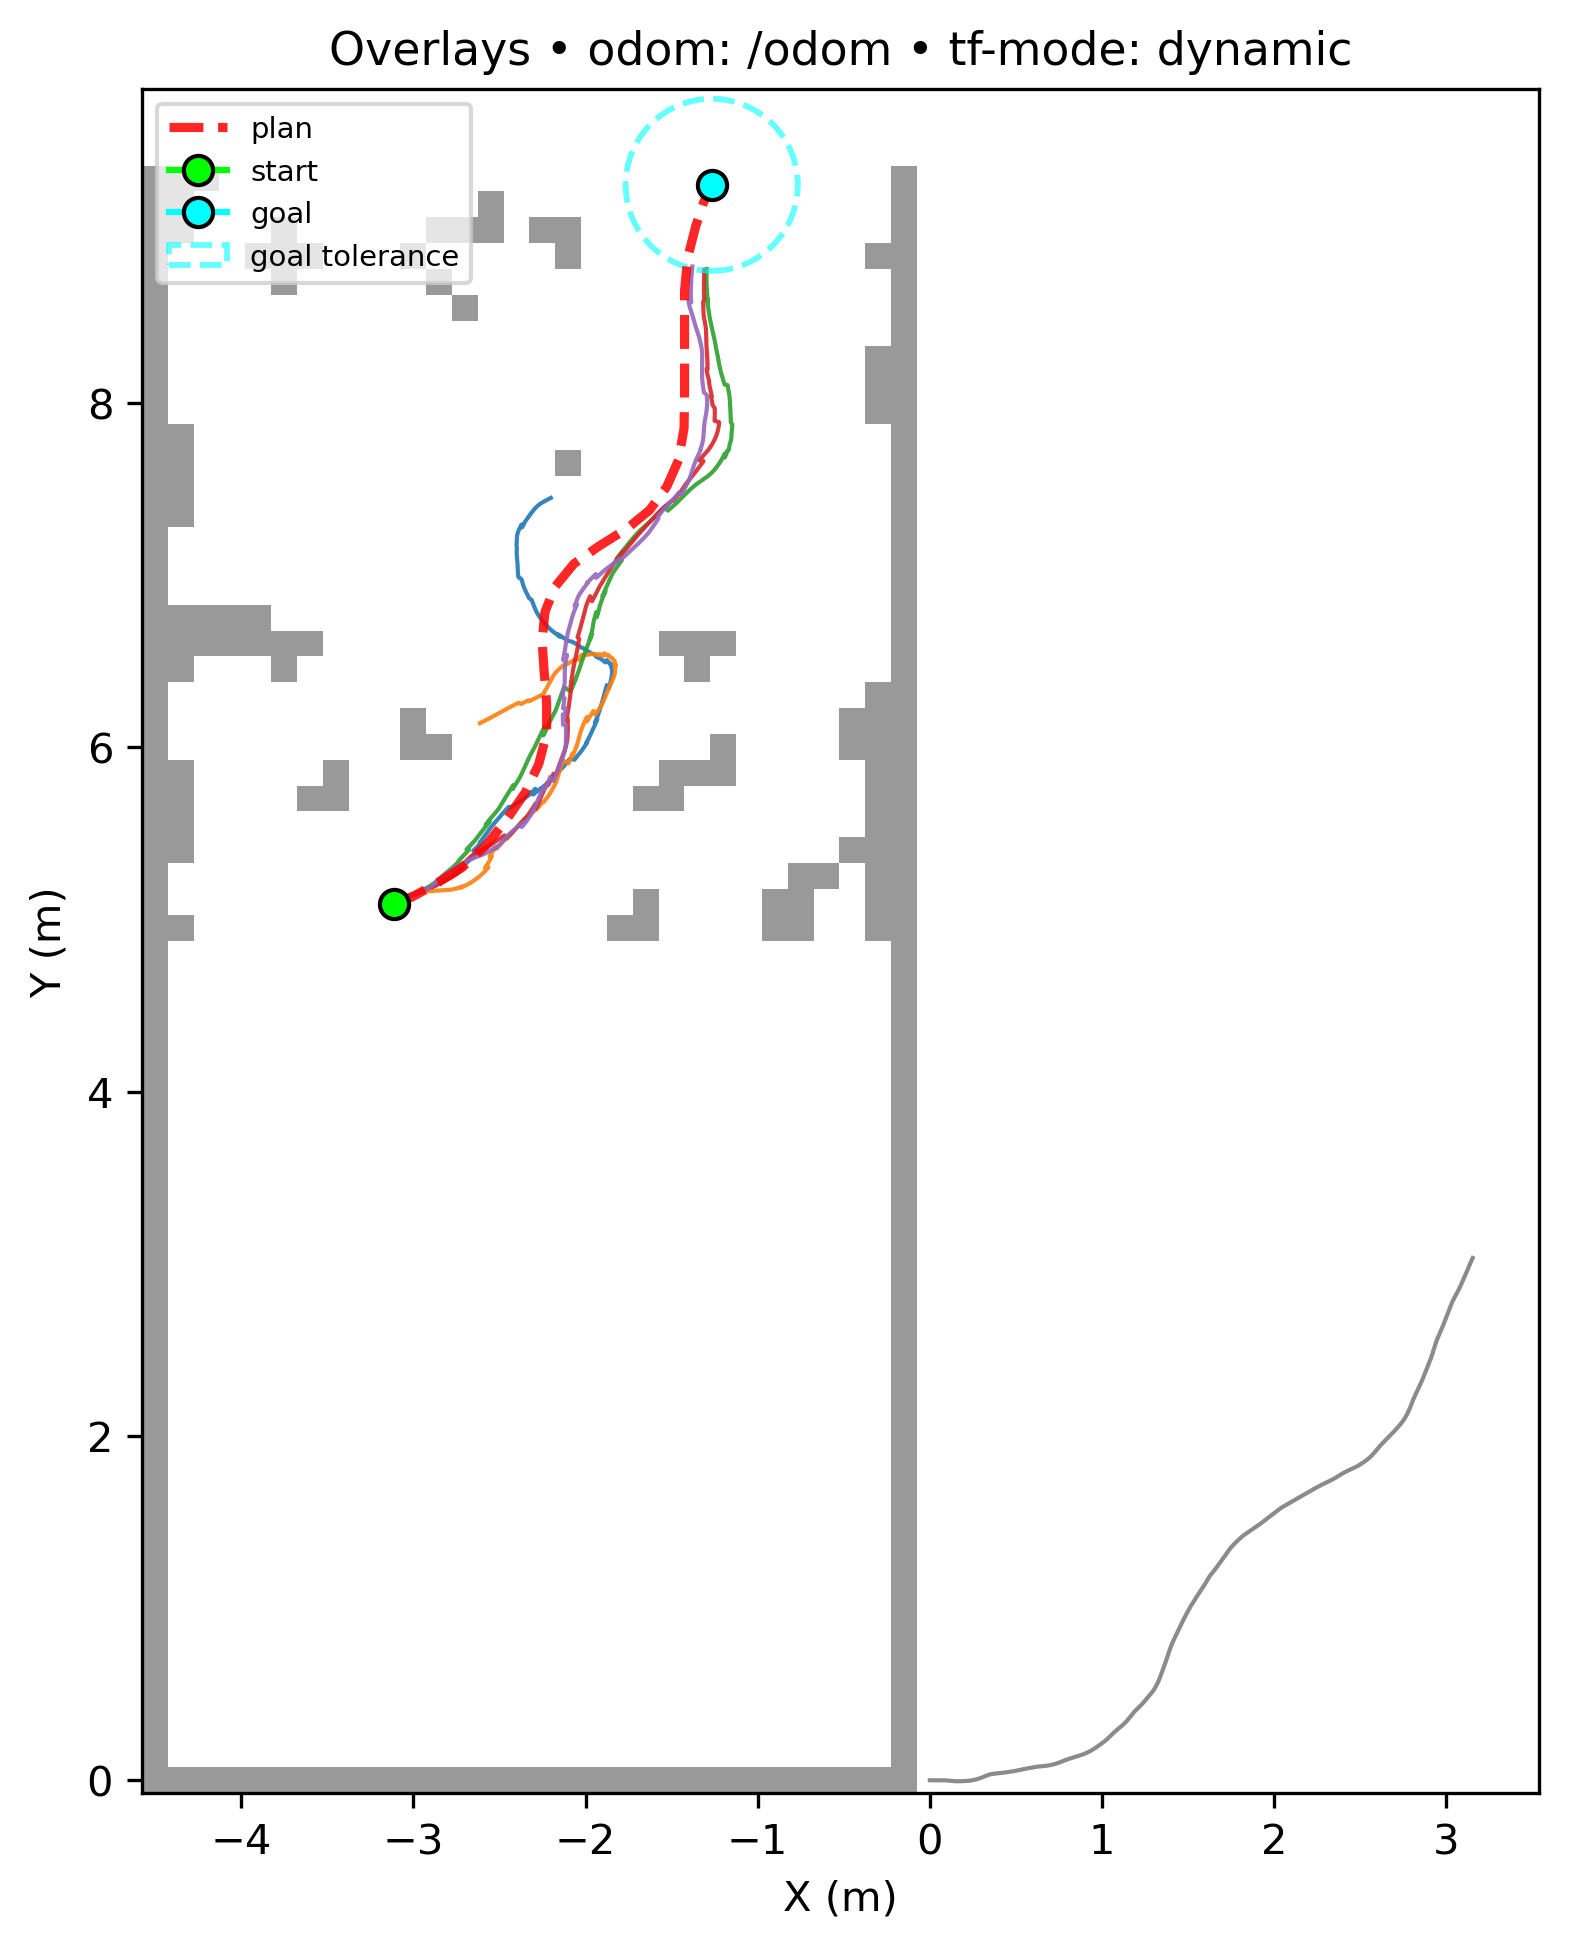 Overlays • odom: /odom • tf-mode: dynamic
plan
start
goal
goal tolerance
8
6
4
2
0
Y (m)
−4
−3
−2
−1
0
1
2
3
X (m)